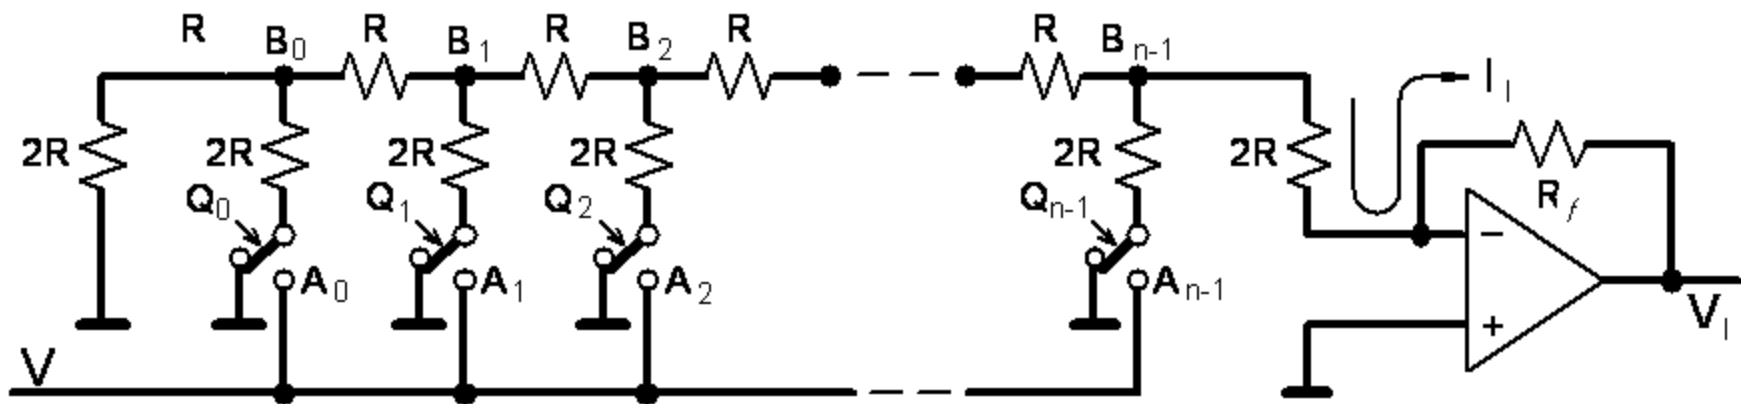 R B0 R B1 R B2 R R Bn-1 I1
2R 2R 2R 2R 2R 2R Rf
Q0 Q1 Q2 Qn-1
−
A0 A1 A2 An-1
+
V V1